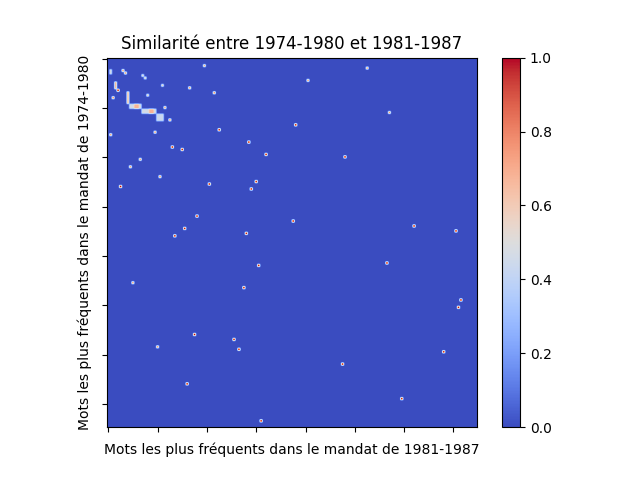 Similarité entre 1974-1980 et 1981-1987
Mots les plus fréquents dans le mandat de 1974-1980
1.0
0.8
0.6
0.4
0.2
0.0
Mots les plus fréquents dans le mandat de 1981-1987